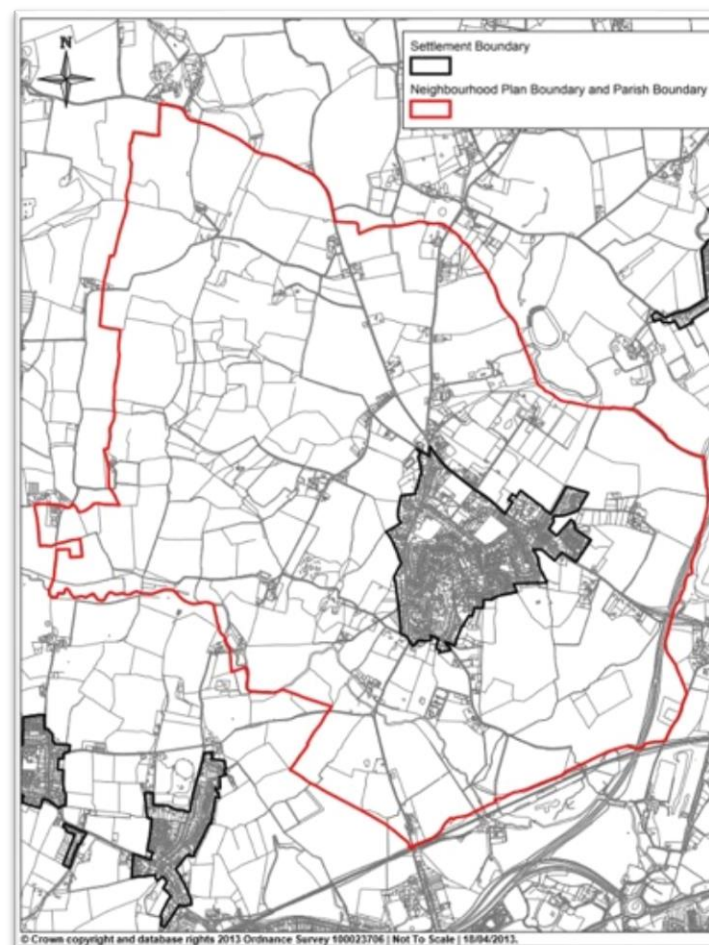 N
Settlement Boundary
Neighbourhood Plan Boundary and Parish Boundary
© Crown copyright and database rights 2013 Ordnance Survey 100023706 | Not To Scale | 18/04/2013.